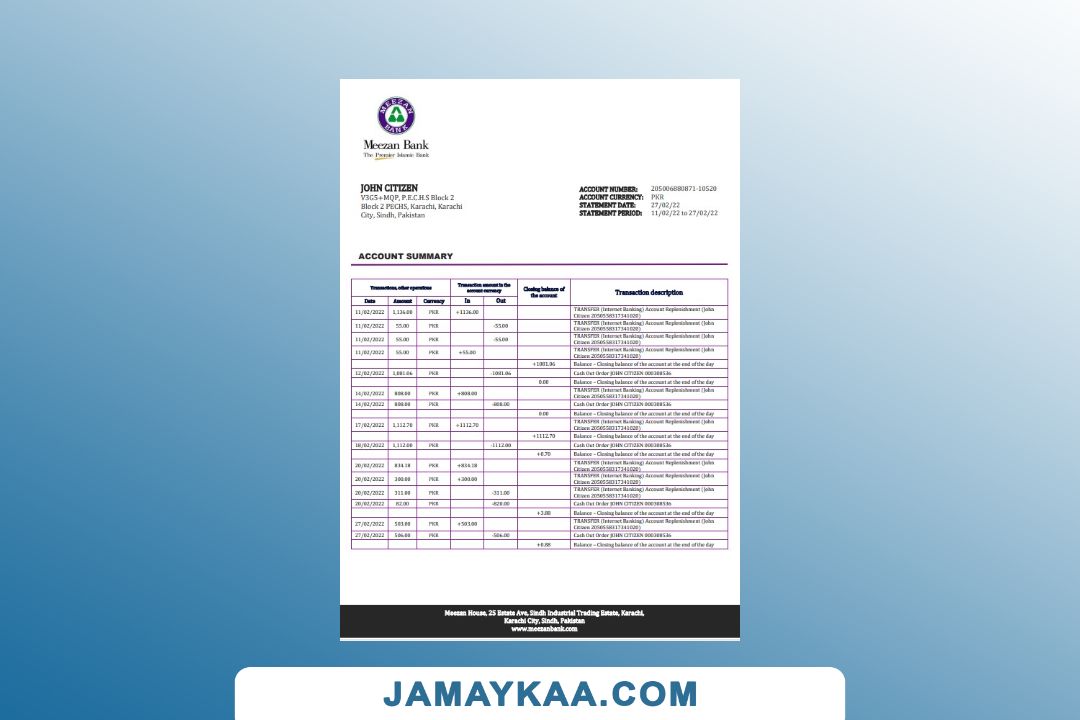 MEEZAN
BANK
Meezan Bank
The Premier Islamic Bank
JOHN CITIZEN
V3G5+MQP, P.E.C.H.S Block 2
Block 2 PECHS, Karachi, Karachi
City, Sindh, Pakistan
ACCOUNT NUMBER: 205006880871-10520
ACCOUNT CURRENCY: PKR
STATEMENT DATE: 27/02/22
STATEMENT PERIOD: 11/02/22 to 27/02/22
ACCOUNT SUMMARY
Transactions, other operations
Transaction amount in the
account currency
Closing balance of
the account
Transaction description
Date Amount Currency In Out
11/02/2022 1,136.00 PKR +1136.00 TRANSFER (Internet Banking) Account Replenishment (John
Citizen 2050558317341020)
11/02/2022 55.00 PKR -55.00 TRANSFER (Internet Banking) Account Replenishment (John
Citizen 2050558317341020)
11/02/2022 55.00 PKR -55.00 TRANSFER (Internet Banking) Account Replenishment (John
Citizen 2050558317341020)
11/02/2022 55.00 PKR +55.00 TRANSFER (Internet Banking) Account Replenishment (John
Citizen 2050558317341020)
+1081.06 Balance – Closing balance of the account at the end of the day
12/02/2022 1,081.06 PKR -1081.06 Cash Out Order JOHN CITIZEN 000308536
0.00 Balance – Closing balance of the account at the end of the day
14/02/2022 808.00 PKR +808.00 TRANSFER (Internet Banking) Account Replenishment (John
Citizen 2050558317341020)
14/02/2022 808.00 PKR -808.00 Cash Out Order JOHN CITIZEN 000308536
0.00 Balance – Closing balance of the account at the end of the day
17/02/2022 1,112.70 PKR +1112.70 TRANSFER (Internet Banking) Account Replenishment (John
Citizen 2050558317341020)
+1112.70 Balance – Closing balance of the account at the end of the day
18/02/2022 1,112.00 PKR -1112.00 Cash Out Order JOHN CITIZEN 000308536
+0.70 Balance – Closing balance of the account at the end of the day
20/02/2022 834.18 PKR +834.18 TRANSFER (Internet Banking) Account Replenishment (John
Citizen 2050558317341020)
20/02/2022 300.00 PKR +300.00 TRANSFER (Internet Banking) Account Replenishment (John
Citizen 2050558317341020)
20/02/2022 311.00 PKR -311.00 TRANSFER (Internet Banking) Account Replenishment (John
Citizen 2050558317341020)
20/02/2022 82.00 PKR -820.00 Cash Out Order JOHN CITIZEN 000308536
+3.88 Balance – Closing balance of the account at the end of the day
27/02/2022 503.00 PKR +503.00 TRANSFER (Internet Banking) Account Replenishment (John
Citizen 2050558317341020)
27/02/2022 506.00 PKR -506.00 Cash Out Order JOHN CITIZEN 000308536
+0.88 Balance – Closing balance of the account at the end of the day
Meezan House, 25 Estate Ave, Sindh Industrial Trading Estate, Karachi,
Karachi City, Sindh, Pakistan
www.meezanbank.com
JAMAYKAA.COM